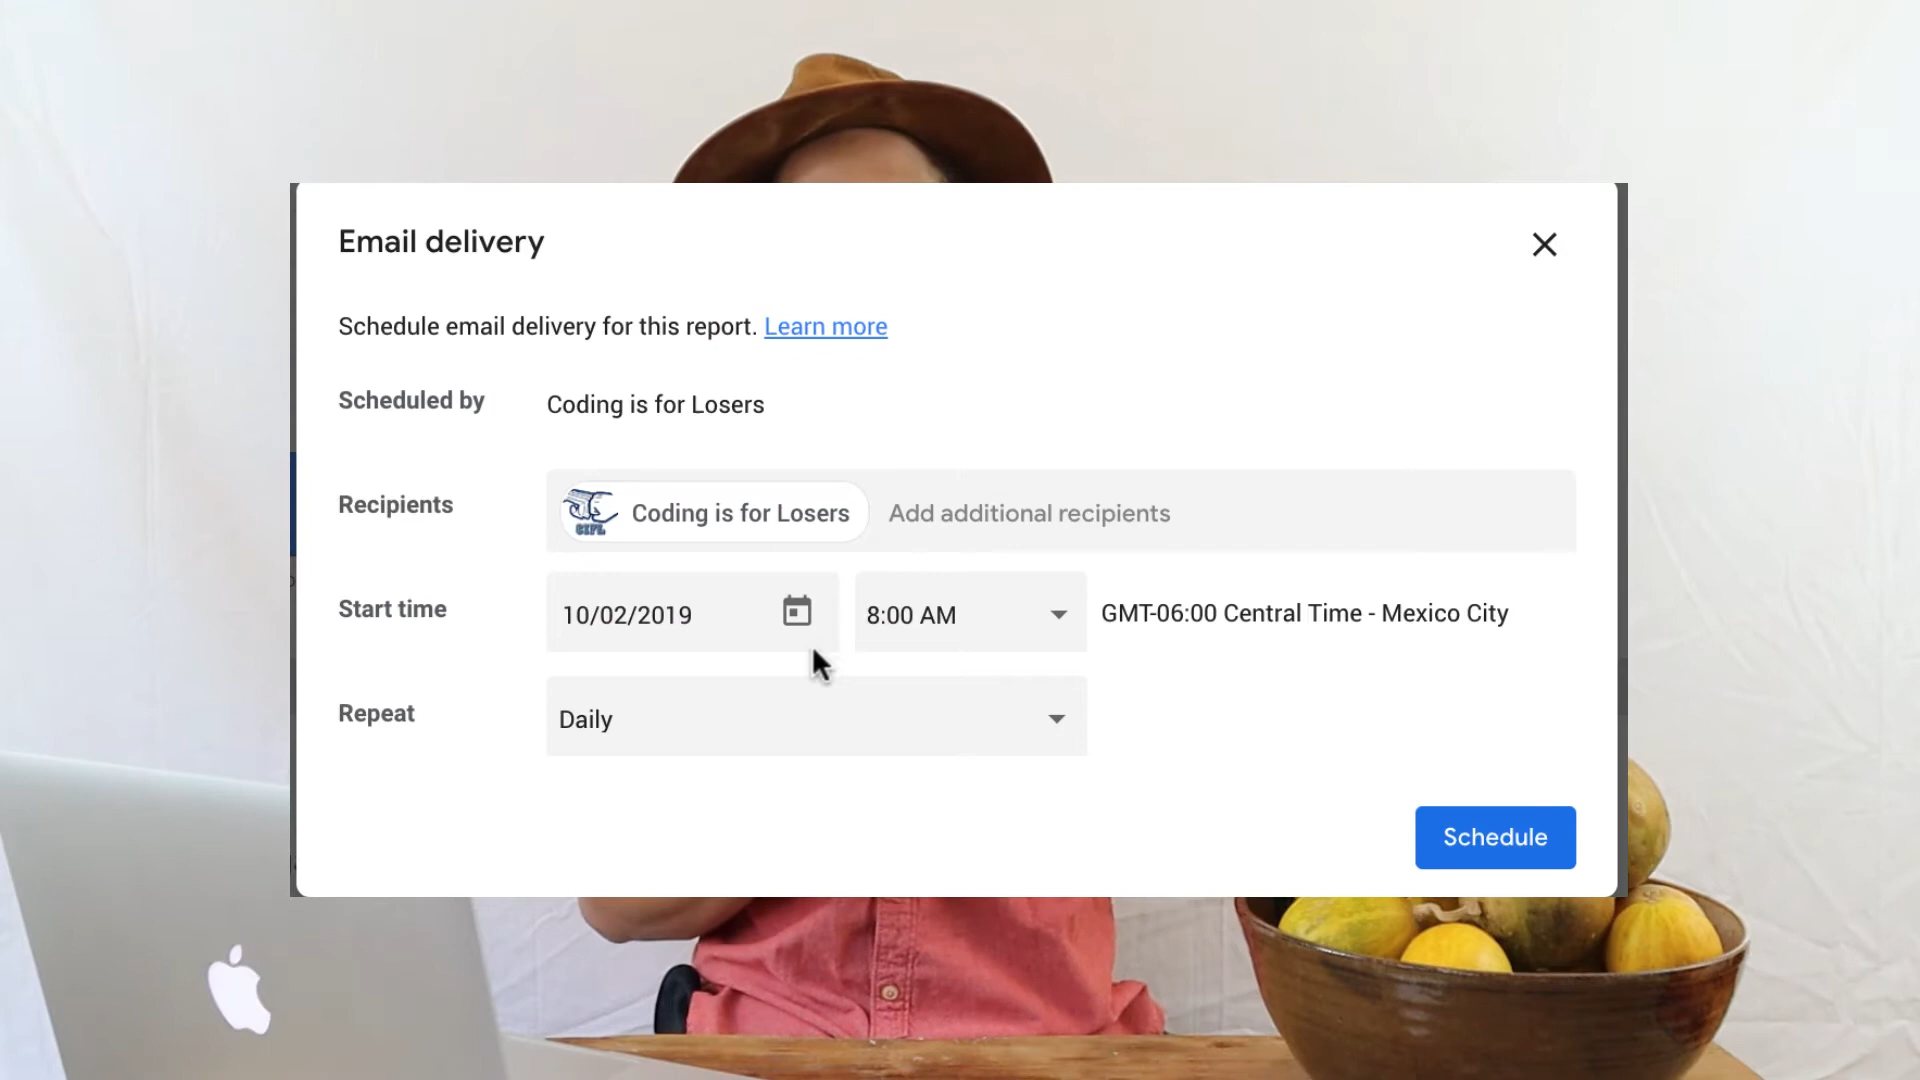 Email delivery
Schedule email delivery for this report. Learn more
Scheduled by Coding is for Losers
Recipients CIFL Coding is for Losers Add additional recipients
Start time 10/02/2019 8:00 AM GMT-06:00 Central Time - Mexico City
Repeat Daily
Schedule